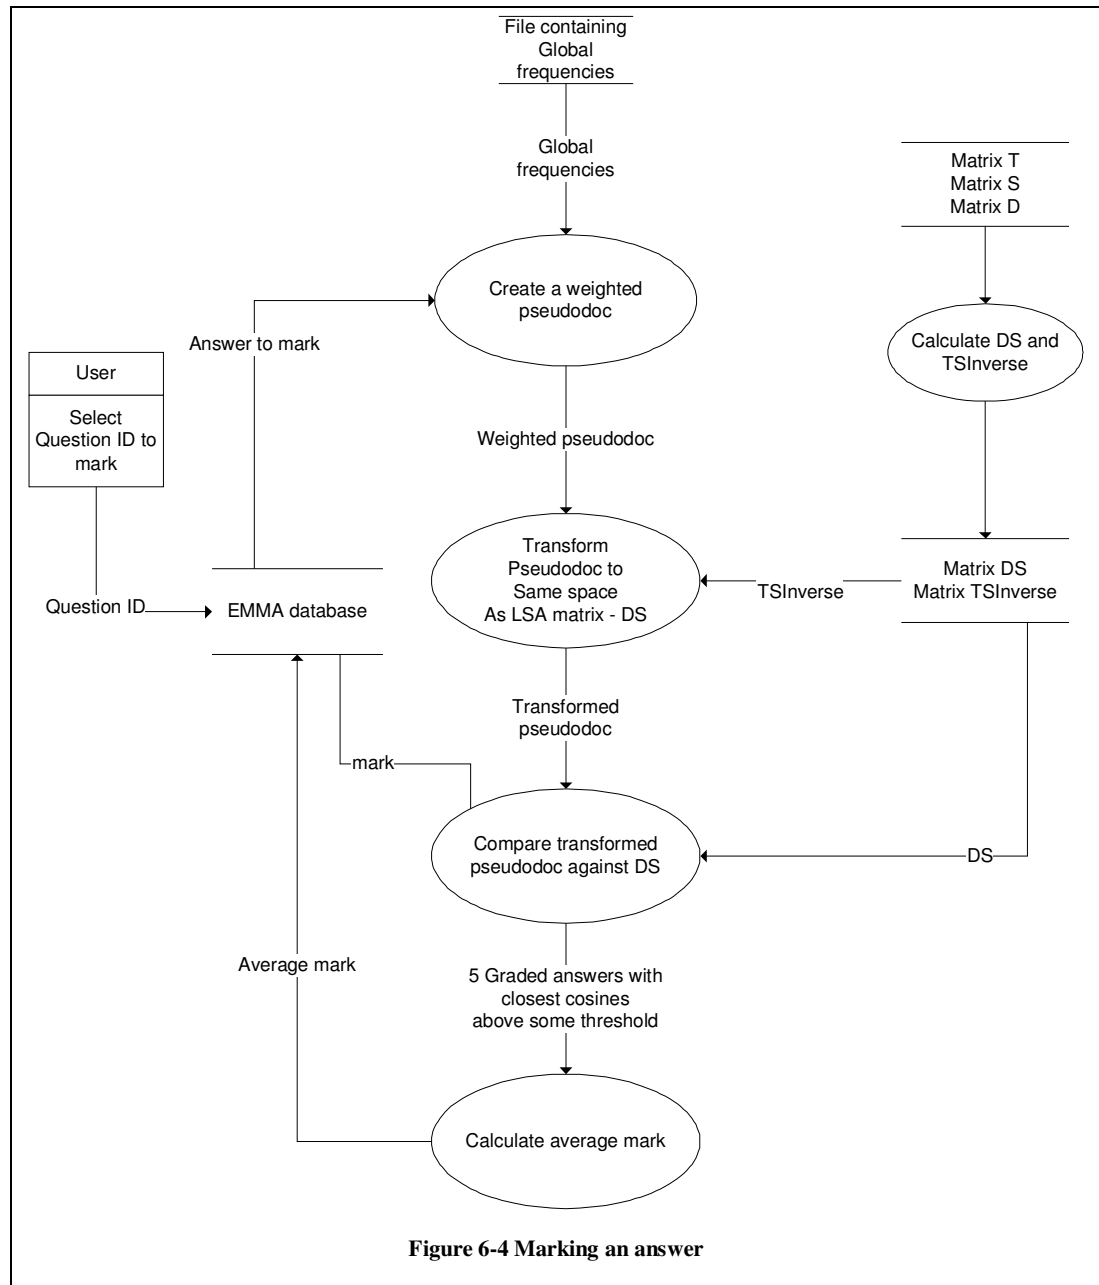 File containing
Global
frequencies
Global
frequencies
Matrix T
Matrix S
Matrix D
Create a weighted
pseudodoc
Answer to mark
Calculate DS and
TSInverse
User
Select
Question ID to
mark
Weighted pseudodoc
Transform
Pseudodoc to
Same space
As LSA matrix - DS
TSInverse
Matrix DS
Matrix TSInverse
Question ID
EMMA database
Transformed
pseudodoc
mark
Compare transformed
pseudodoc against DS
DS
Average mark
5 Graded answers with
closest cosines
above some threshold
Calculate average mark
Figure 6-4 Marking an answer